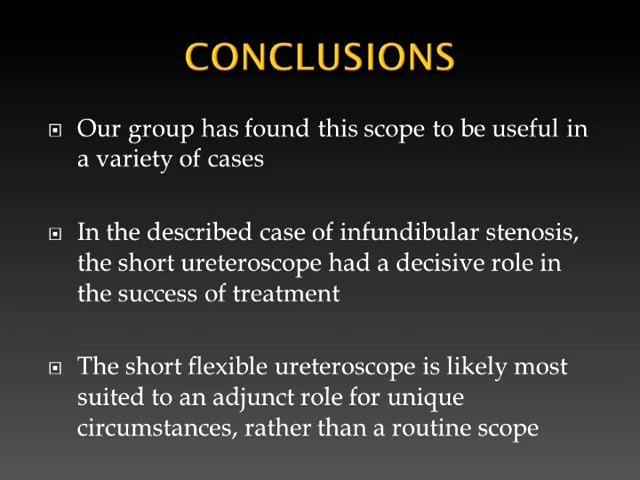 CONCLUSIONS
Our group has found this scope to be useful in
a variety of cases
In the described case of infundibular stenosis,
the short ureteroscope had a decisive role in
the success of treatment
The short flexible ureteroscope is likely most
suited to an adjunct role for unique
circumstances, rather than a routine scope